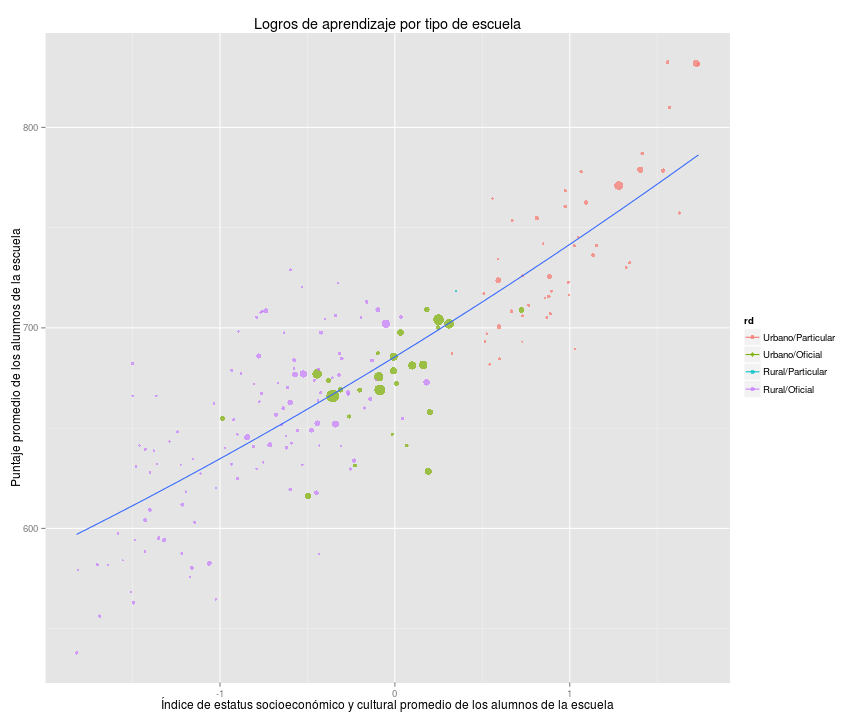 Logros de aprendizaje por tipo de escuela
Puntaje promedio de los alumnos de la escuela
800
700
600
-1
0
1
Índice de estatus socioeconómico y cultural promedio de los alumnos de la escuela
rd
Urbano/Particular
Urbano/Oficial
Rural/Particular
Rural/Oficial